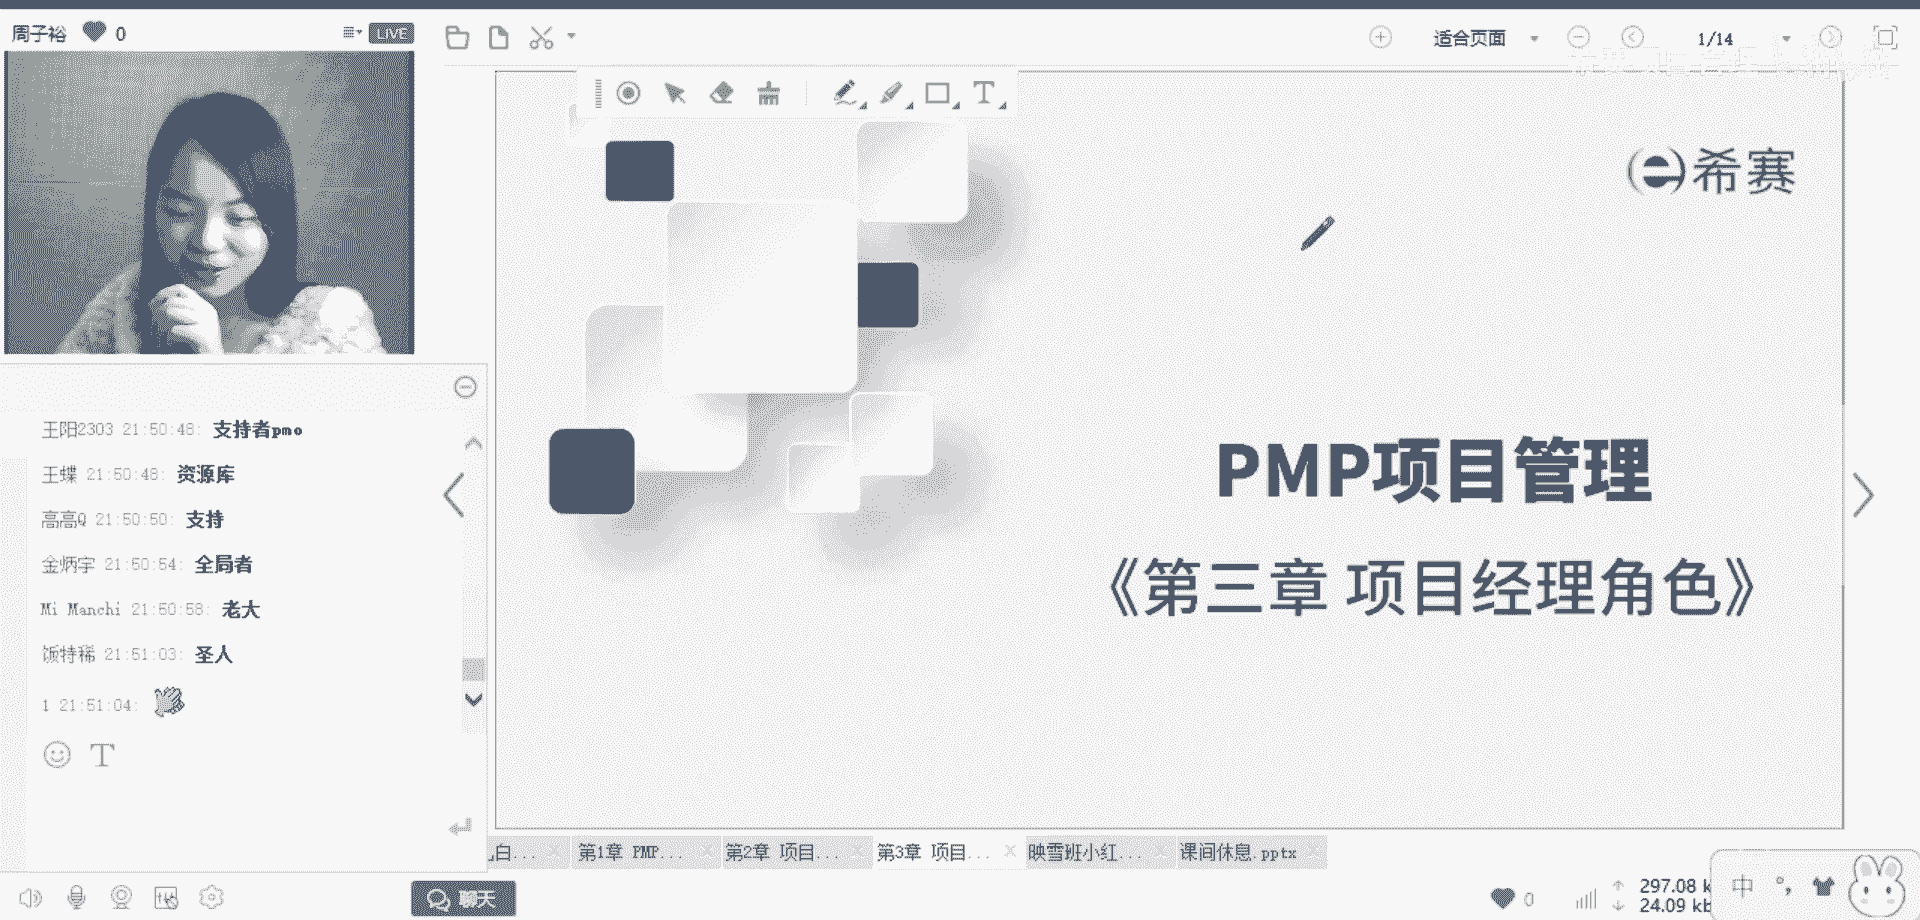 周子裕 0 LIVE
适合页面 1/14
希赛
PMP项目管理
《第三章 项目经理角色》
王阳2303 21:50:48: 支持者pmo
王蝶 21:50:48: 资源库
高高Q 21:50:50: 支持
金炳宇 21:50:54: 全局者
Mi Manchi 21:50:58: 老大
饭特稀 21:51:03: 圣人
1 21:51:04:
白... 第1章 PMP... 第2章 项目... 第3章 项目... 映雪班小红... 课间休息.pptx
聊天
0
297.08 k
24.09 kb
中